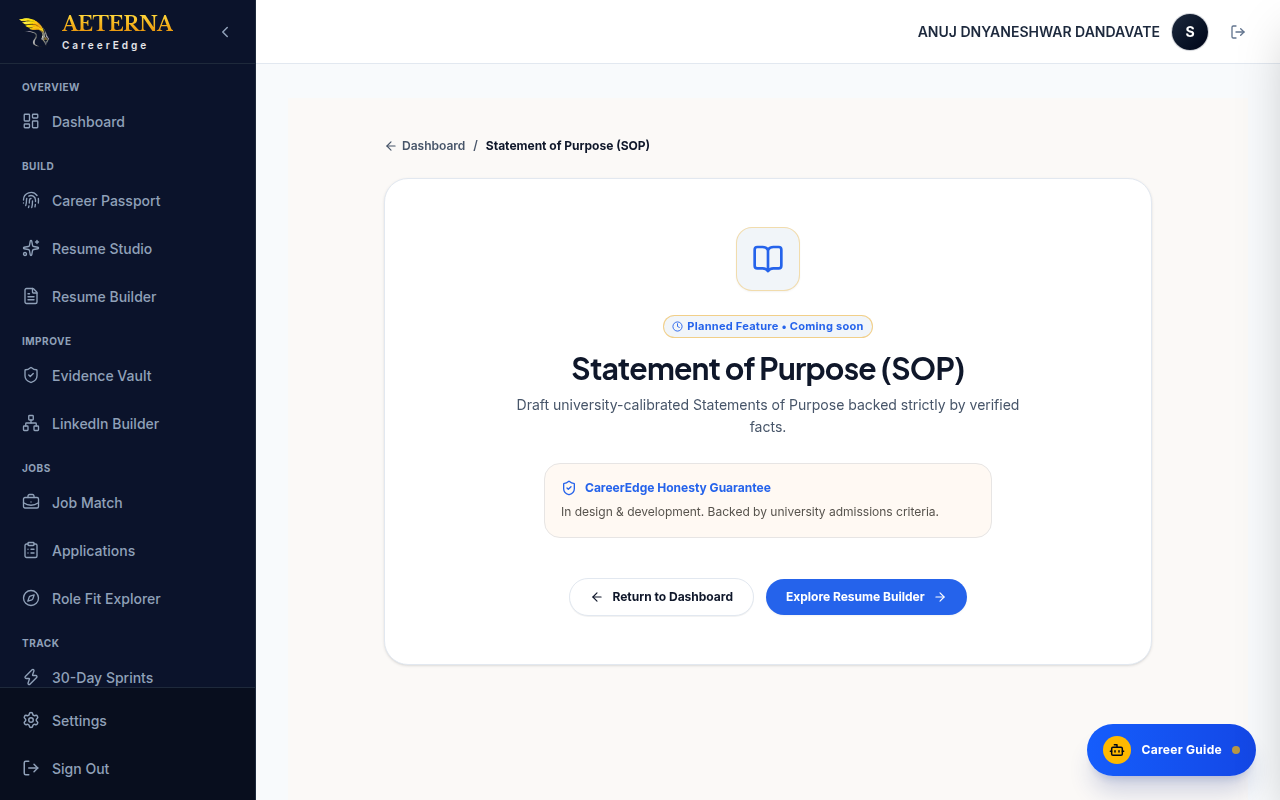 AETERNA
CareerEdge
ANUJ DNYANESHWAR DANDAVATE
S
OVERVIEW
Dashboard
BUILD
Career Passport
Resume Studio
Resume Builder
IMPROVE
Evidence Vault
LinkedIn Builder
JOBS
Job Match
Applications
Role Fit Explorer
TRACK
30-Day Sprints
Settings
Sign Out
Dashboard / Statement of Purpose (SOP)
Planned Feature • Coming soon
Statement of Purpose (SOP)
Draft university-calibrated Statements of Purpose backed strictly by verified
facts.
CareerEdge Honesty Guarantee
In design & development. Backed by university admissions criteria.
Return to Dashboard
Explore Resume Builder
Career Guide